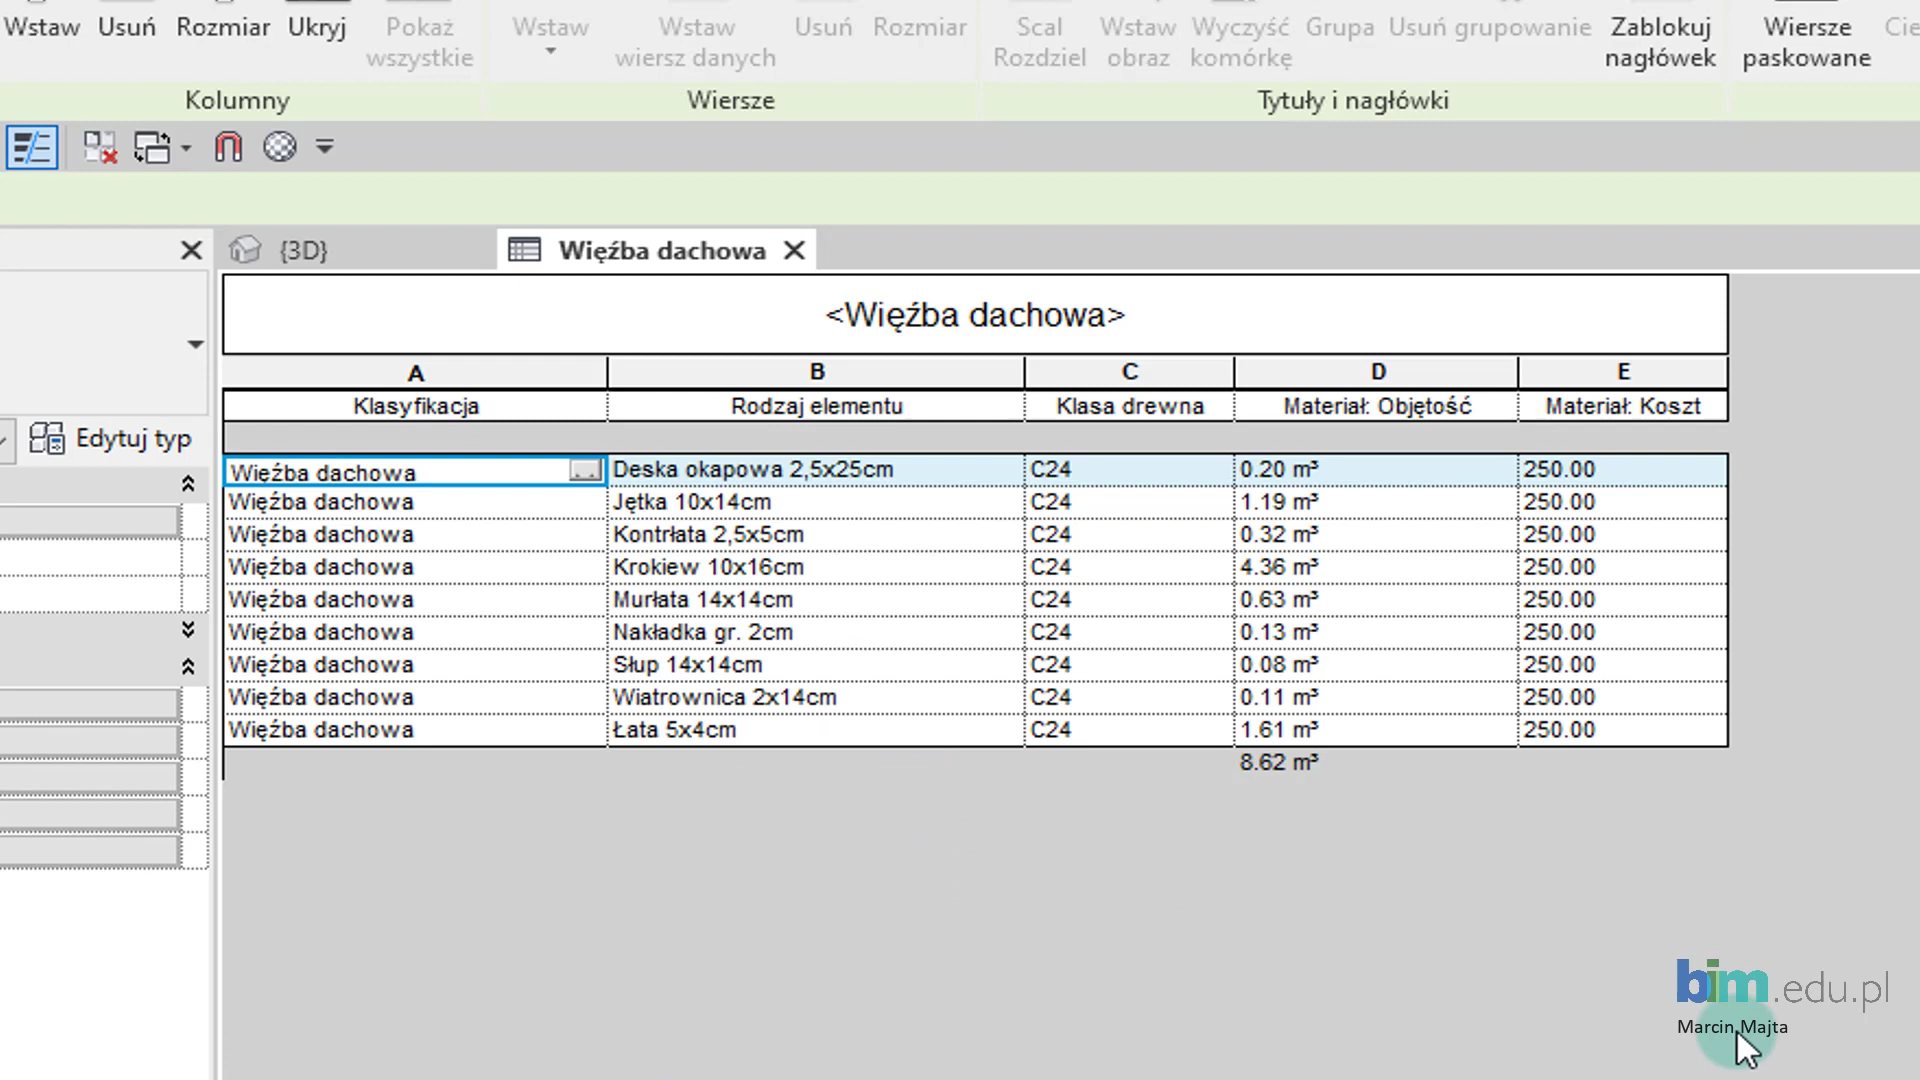 Wstaw Usuń Rozmiar Ukryj Pokaż wszystkie Wstaw Wstaw wiersz danych Usuń Rozmiar Scal Rozdziel Wstaw obraz Wyczyść komórkę Grupa Usuń grupowanie Zablokuj nagłówek Wiersze paskowane
Kolumny Wiersze Tytuły i nagłówki
{3D} Więźba dachowa
<Więźba dachowa>
A B C D E
Klasyfikacja Rodzaj elementu Klasa drewna Materiał: Objętość Materiał: Koszt
Edytuj typ
Więźba dachowa ... Deska okapowa 2,5x25cm C24 0.20 m³ 250.00
Więźba dachowa Jętka 10x14cm C24 1.19 m³ 250.00
Więźba dachowa Kontrłata 2,5x5cm C24 0.32 m³ 250.00
Więźba dachowa Krokiew 10x16cm C24 4.36 m³ 250.00
Więźba dachowa Murłata 14x14cm C24 0.63 m³ 250.00
Więźba dachowa Nakładka gr. 2cm C24 0.13 m³ 250.00
Więźba dachowa Słup 14x14cm C24 0.08 m³ 250.00
Więźba dachowa Wiatrownica 2x14cm C24 0.11 m³ 250.00
Więźba dachowa Łata 5x4cm C24 1.61 m³ 250.00
8.62 m³
bim.edu.pl
Marcin Majta